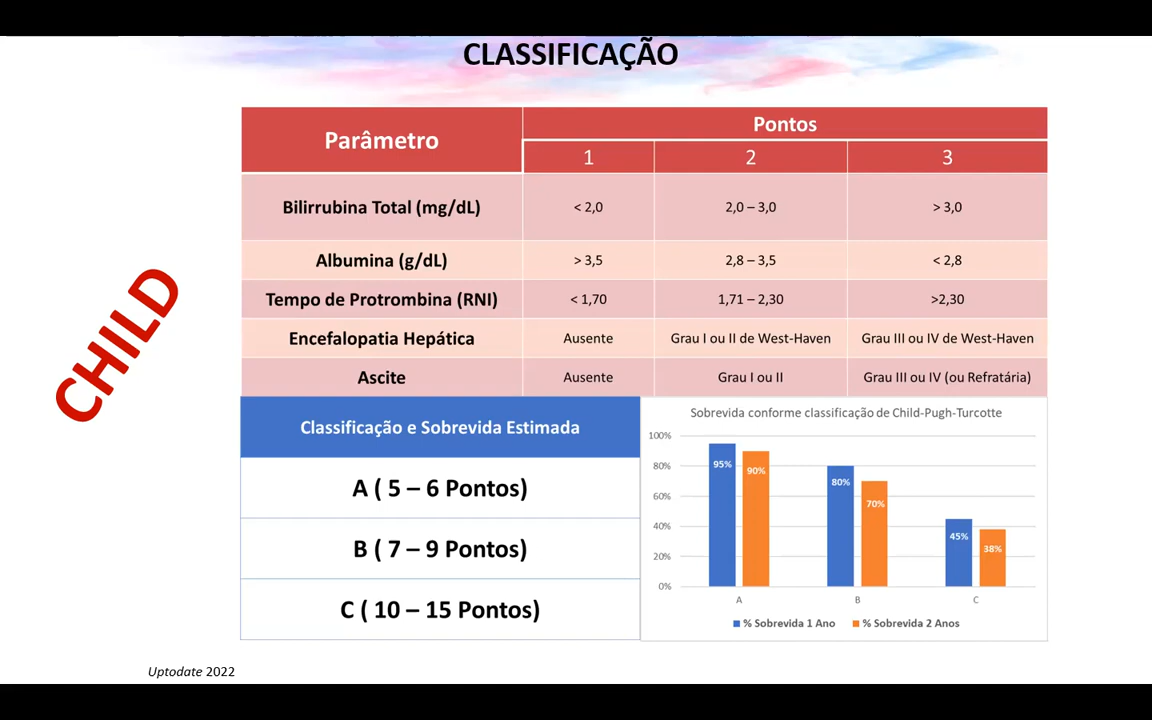 CLASSIFICAÇÃO
CHILD
Parâmetro
Pontos
1 2 3
Bilirrubina Total (mg/dL) < 2,0 2,0 – 3,0 > 3,0
Albumina (g/dL) > 3,5 2,8 – 3,5 < 2,8
Tempo de Protrombina (RNI) < 1,70 1,71 – 2,30 >2,30
Encefalopatia Hepática Ausente Grau I ou II de West-Haven Grau III ou IV de West-Haven
Ascite Ausente Grau I ou II Grau III ou IV (ou Refratária)
Classificação e Sobrevida Estimada
A ( 5 – 6 Pontos)
B ( 7 – 9 Pontos)
C ( 10 – 15 Pontos)
Sobrevida conforme classificação de Child-Pugh-Turcotte
100%
80%
60%
40%
20%
0%
95% 90% 80% 70% 45% 38%
A B C
% Sobrevida 1 Ano % Sobrevida 2 Anos
Uptodate 2022